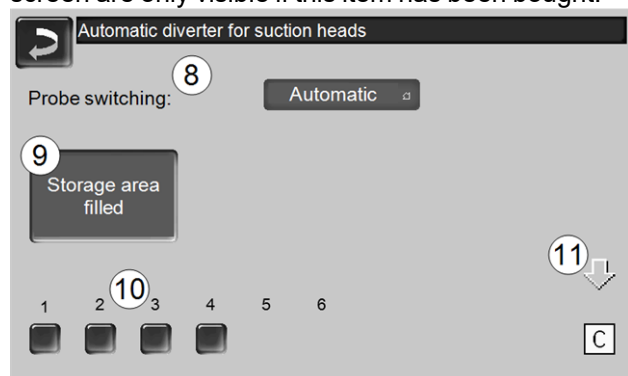 screen are only visible if this item has been bought.
Automatic diverter for suction heads
8
Probe switching: Automatic
9
Storage area
filled
11
10
1 2 3 4 5 6
C